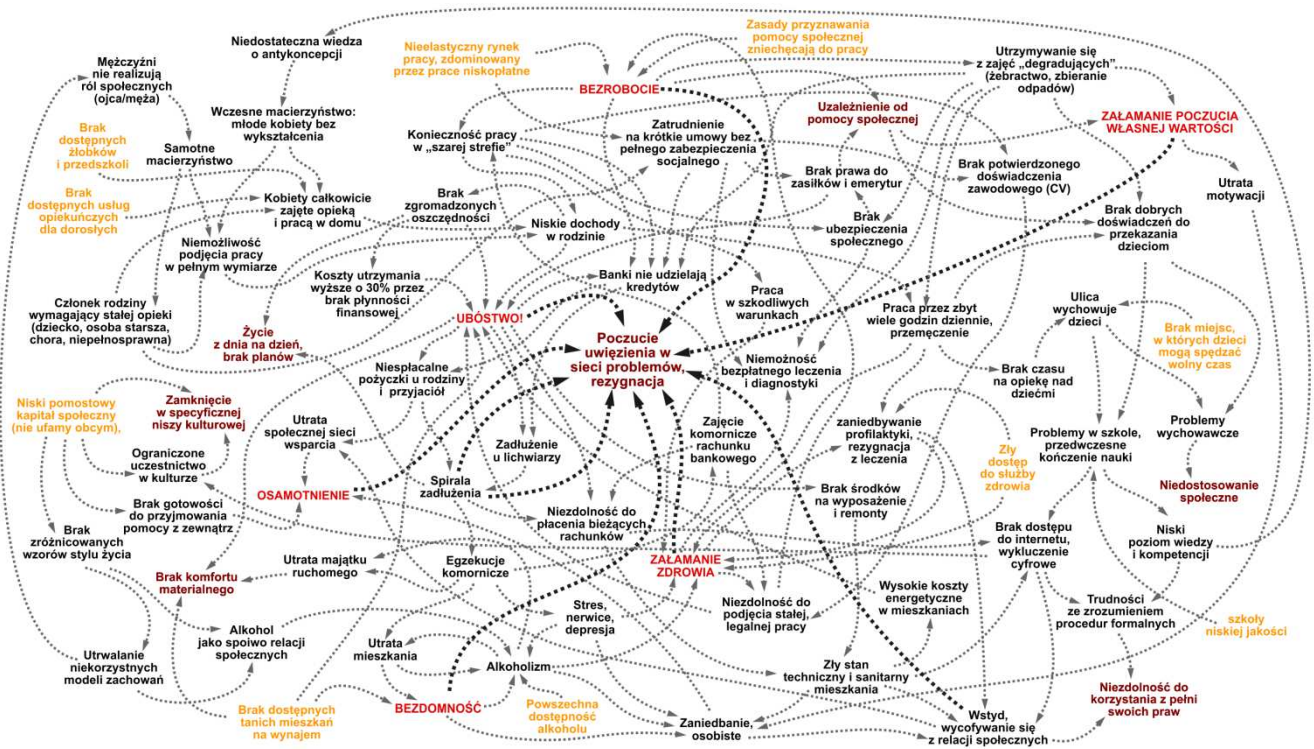 Niedostateczna wiedza
o antykoncepcji
Nieelastyczny rynek
pracy, zdominowany
przez prace niskopłatne
Zasady przyznawania
pomocy społecznej
zniechęcają do pracy
Utrzymywanie się
z zajęć „degradujących”
(żebractwo, zbieranie
odpadów)
Mężczyźni
nie realizują
ról społecznych
(ojca/męża)
BEZROBOCIE
Wczesne macierzyństwo:
młode kobiety bez
wykształcenia
Uzależnienie od
pomocy społecznej
ZAŁAMANIE POCZUCIA
WŁASNEJ WARTOŚCI
Brak
dostępnych
żłobków
i przedszkoli
Samotne
macierzyństwo
Konieczność pracy
w „szarej strefie”
Zatrudnienie
na krótkie umowy bez
pełnego zabezpieczenia
socjalnego
Brak prawa do
zasiłków i emerytur
Brak potwierdzonego
doświadczenia
zawodowego (CV)
Utrata
motywacji
Brak
dostępnych usług
opiekuńczych
dla dorosłych
Kobiety całkowicie
zajęte opieką
i pracą w domu
Brak
zgromadzonych
oszczędności
Niskie dochody
w rodzinie
Brak
ubezpieczenia
społecznego
Brak dobrych
doświadczeń do
przekazania
dzieciom
Niemożliwość
podjęcia pracy
w pełnym wymiarze
Koszty utrzymania
wyższe o 30% przez
brak płynności
finansowej
Banki nie udzielają
kredytów
Praca
w szkodliwych
warunkach
Praca przez zbyt
wiele godzin dziennie,
przemęczenie
Ulica
wychowuje
dzieci
Członek rodziny
wymagający stałej opieki
(dziecko, osoba starsza,
chora, niepełnosprawna)
Życie
z dnia na dzień,
brak planów
UBÓSTWO!
Poczucie
uwięzienia w
sieci problemów,
rezygnacja
Niemożność
bezpłatnego leczenia
i diagnostyki
Brak czasu
na opiekę nad
dziećmi
Brak miejsc,
w których dzieci
mogą spędzać
wolny czas
Niespłacalne
pożyczki u rodziny
i przyjaciół
Niski pomostowy
kapitał społeczny
(nie ufamy obcym),
Zamknięcie
w specyficznej
niszy kulturowej
Utrata
społecznej sieci
wsparcia
Zadłużenie
u lichwiarzy
Zajęcie
komornicze
rachunku
bankowego
zaniedbywanie
profilaktyki,
rezygnacja
z leczenia
Zły
dostęp
do służby
zdrowia
Problemy w szkole,
przedwczesne
kończenie nauki
Problemy
wychowawcze
Ograniczone
uczestnictwo
w kulturze
OSAMOTNIENIE
Spirala
zadłużenia
Brak środków
na wyposażenie
i remonty
Niedostosowanie
społeczne
Brak gotowości
do przyjmowania
pomocy z zewnątrz
Niezdolność do
płacenia bieżących
rachunków
Brak
zróżnicowanych
wzorów stylu życia
Brak dostępu
do internetu,
wykluczenie
cyfrowe
Niski
poziom wiedzy
i kompetencji
Brak komfortu
materialnego
Utrata majątku
ruchomego
Egzekucje
komornicze
ZAŁAMANIE
ZDROWIA
Niezdolność do
podjęcia stałej,
legalnej pracy
Wysokie koszty
energetyczne
w mieszkaniach
Trudności
ze zrozumieniem
procedur formalnych
szkoły
niskiej jakości
Stres,
nerwice,
depresja
Alkohol
jako spoiwo relacji
społecznych
Utrata
mieszkania
Alkoholizm
Utrwalanie
niekorzystnych
modeli zachowań
Zły stan
techniczny i sanitarny
mieszkania
Niezdolność do
korzystania z pełni
swoich praw
Brak dostępnych
tanich mieszkań
na wynajem
BEZDOMNOŚĆ
Powszechna
dostępność
alkoholu
Zaniedbanie,
osobiste
Wstyd,
wycofywanie się
z relacji społecznych